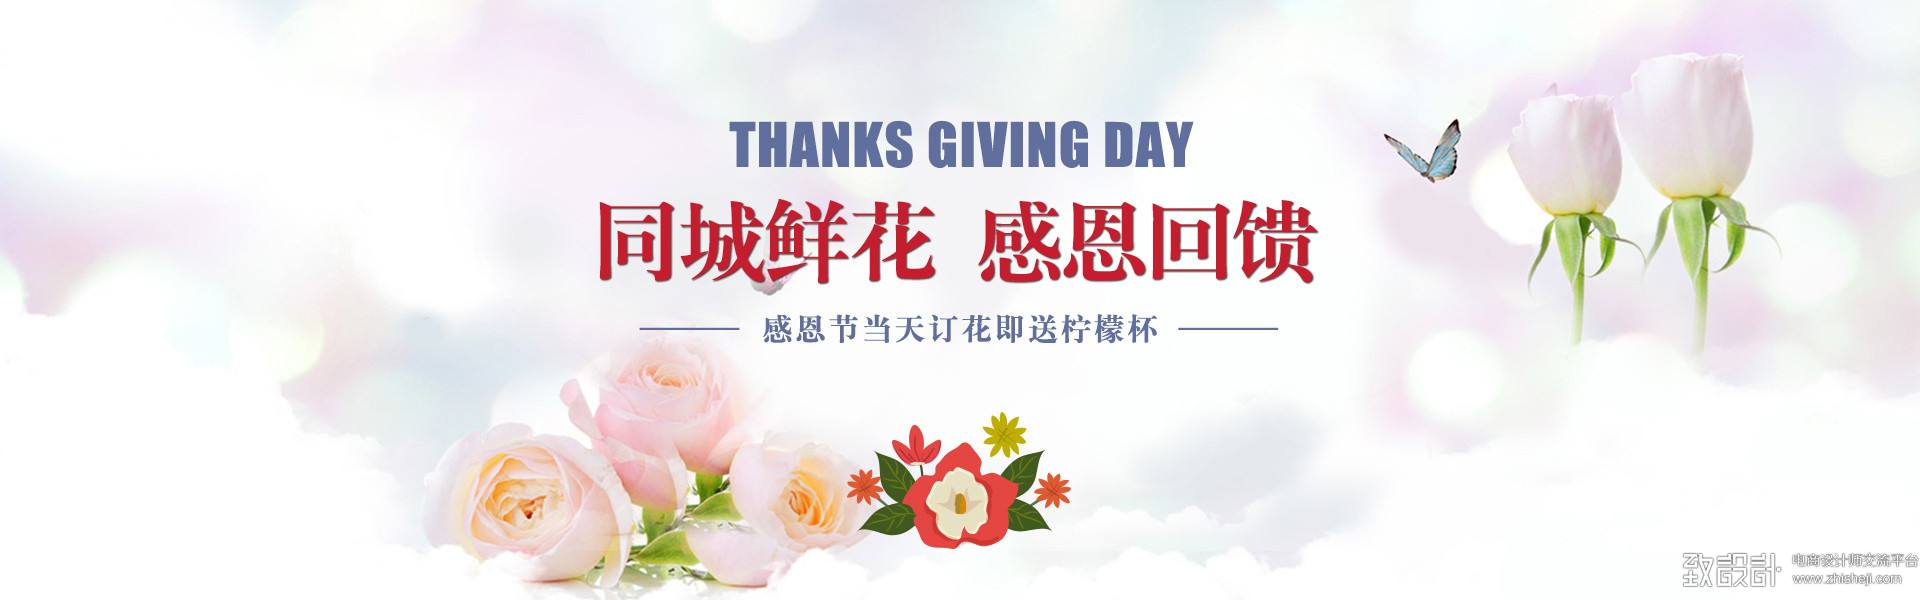 THANKS GIVING DAY
同城鲜花 感恩回馈
感恩节当天订花即送柠檬杯
致設計 电商设计师交流平台
www.zhisheji.com